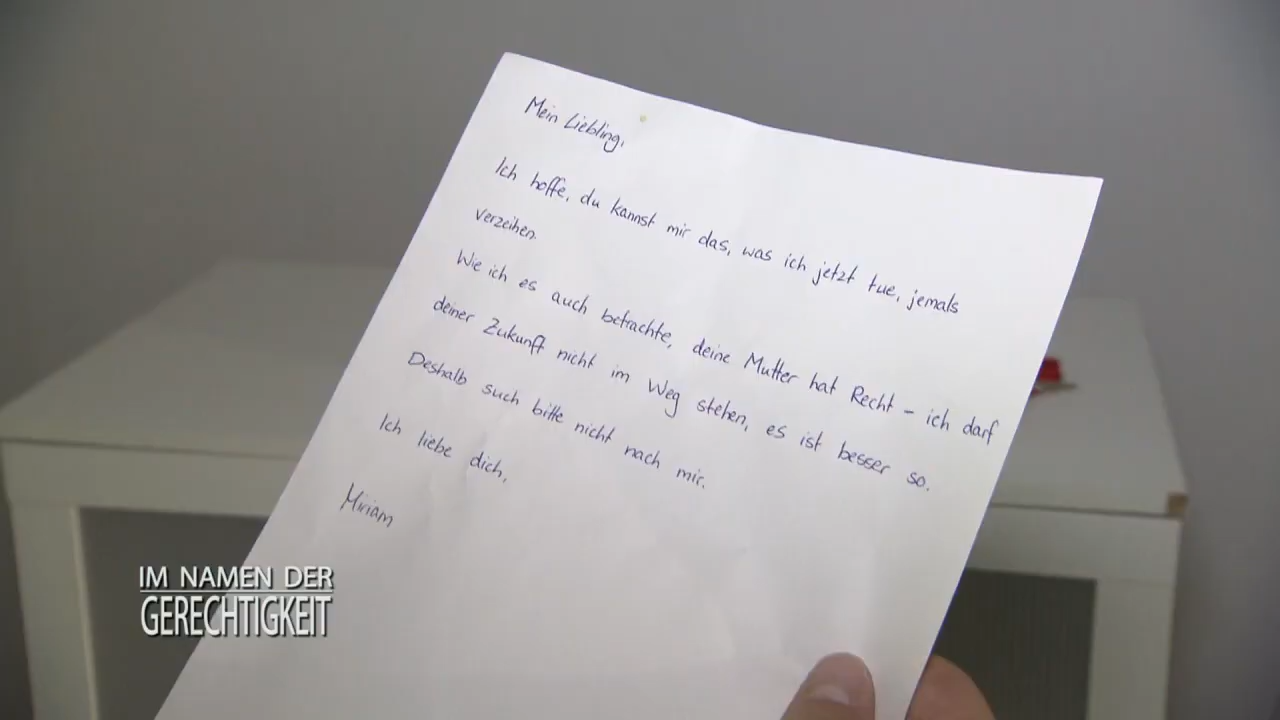 Mein Liebling,
Ich hoffe, du kannst mir das, was ich jetzt tue, jemals
verzeihen.
Wie ich es auch betrachte, deine Mutter hat Recht - ich darf
deiner Zukunft nicht im Weg stehen, es ist besser so.
Deshalb such bitte nicht nach mir.
Ich liebe dich,
Miriam
IM NAMEN DER
GERECHTIGKEIT